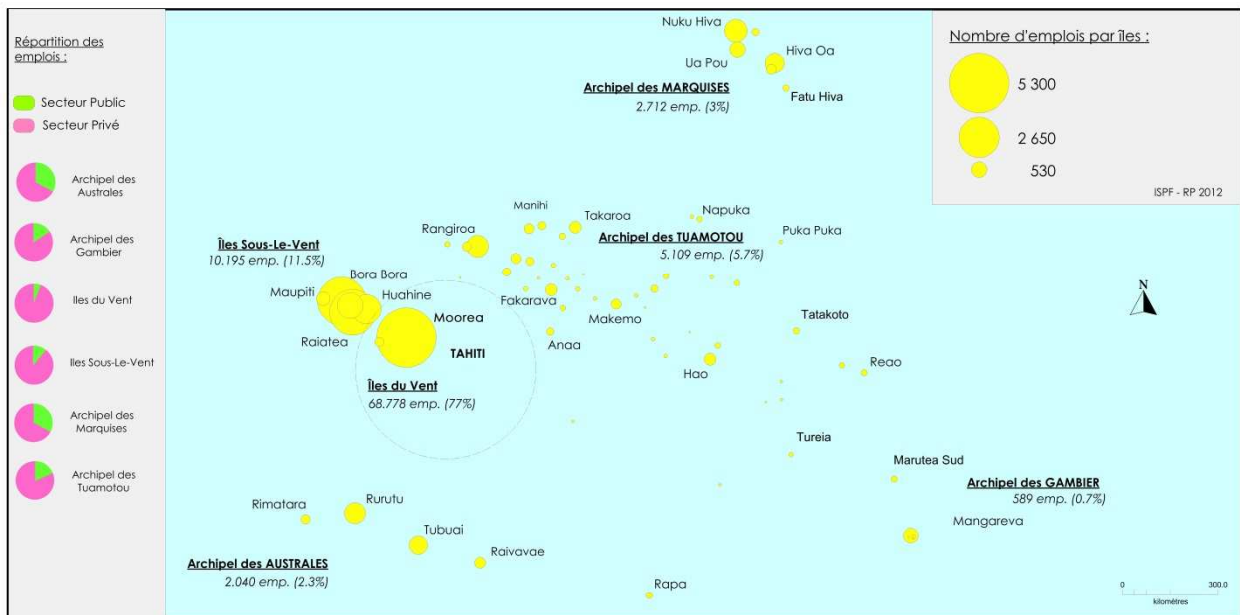 Répartition des
emplois :
Secteur Public
Secteur Privé
Archipel des
Australes
Archipel des
Gambier
Iles du Vent
Iles Sous-Le-Vent
Archipel des
Marquises
Archipel des
Tuamotou
Nuku Hiva
Ua Pou
Hiva Oa
Archipel des MARQUISES
2.712 emp. (3%)
Fatu Hiva
Nombre d'emplois par îles :
5 300
2 650
530
ISPF - RP 2012
Manihi
Takaroa
Napuka
Rangiroa
Archipel des TUAMOTOU
5.109 emp. (5.7%)
Puka Puka
Îles Sous-Le-Vent
10.195 emp. (11.5%)
Bora Bora
Maupiti
Huahine
Fakarava
Makemo
Moorea
Raiatea
Anaa
TAHITI
Tatakoto
Hao
Reao
Îles du Vent
68.778 emp. (77%)
N
Tureia
Marutea Sud
Archipel des GAMBIER
589 emp. (0.7%)
Mangareva
Rimatara
Rurutu
Tubuai
Raivavae
Archipel des AUSTRALES
2.040 emp. (2.3%)
Rapa
0
300.0
kilomètres